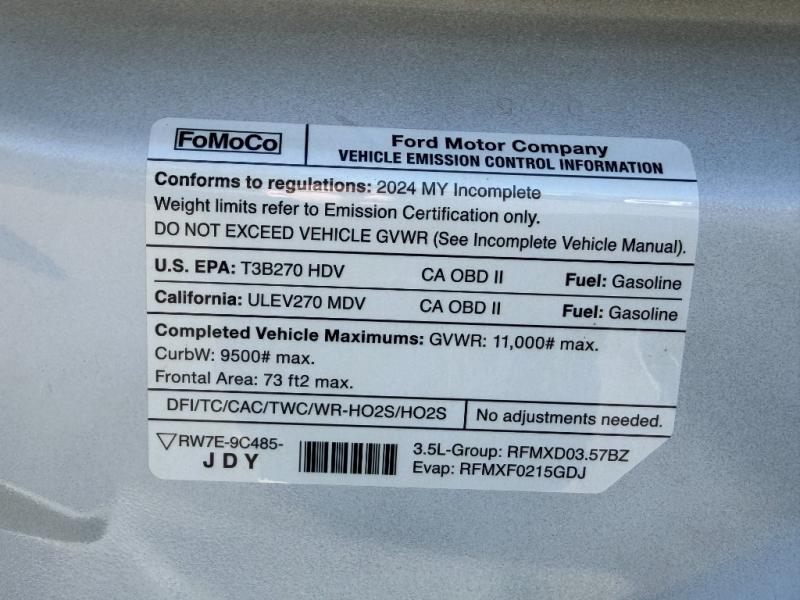 FoMoCo
Ford Motor Company
VEHICLE EMISSION CONTROL INFORMATION
Conforms to regulations: 2024 MY Incomplete
Weight limits refer to Emission Certification only.
DO NOT EXCEED VEHICLE GVWR (See Incomplete Vehicle Manual).
U.S. EPA: T3B270 HDV CA OBD II Fuel: Gasoline
California: ULEV270 MDV CA OBD II Fuel: Gasoline
Completed Vehicle Maximums: GVWR: 11,000# max.
CurbW: 9500# max.
Frontal Area: 73 ft2 max.
DFI/TC/CAC/TWC/WR-HO2S/HO2S No adjustments needed.
RW7E-9C485-
JDY
3.5L-Group: RFMXD03.57BZ
Evap: RFMXF0215GDJ